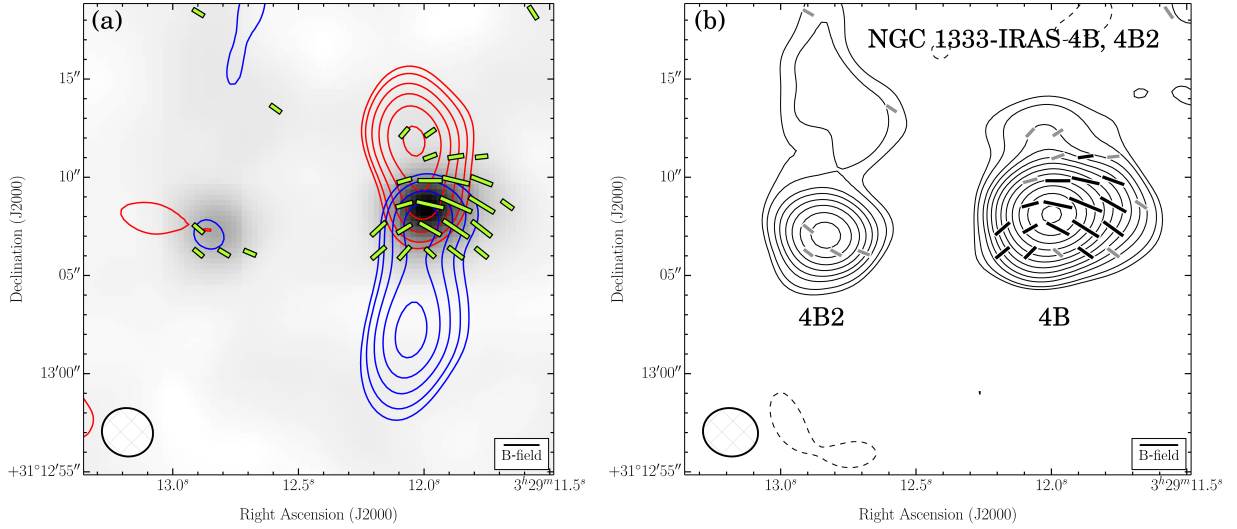 (a)
15″
10″
05″
13′00″
+31°12′55″
Declination (J2000)
B-field
13.0ˢ
12.5ˢ
12.0ˢ
3ʰ29ᵐ11.5ˢ
Right Ascension (J2000)
(b)
NGC 1333-IRAS-4B, 4B2
15″
10″
05″
13′00″
+31°12′55″
Declination (J2000)
4B2
4B
B-field
13.0ˢ
12.5ˢ
12.0ˢ
3ʰ29ᵐ11.5ˢ
Right Ascension (J2000)